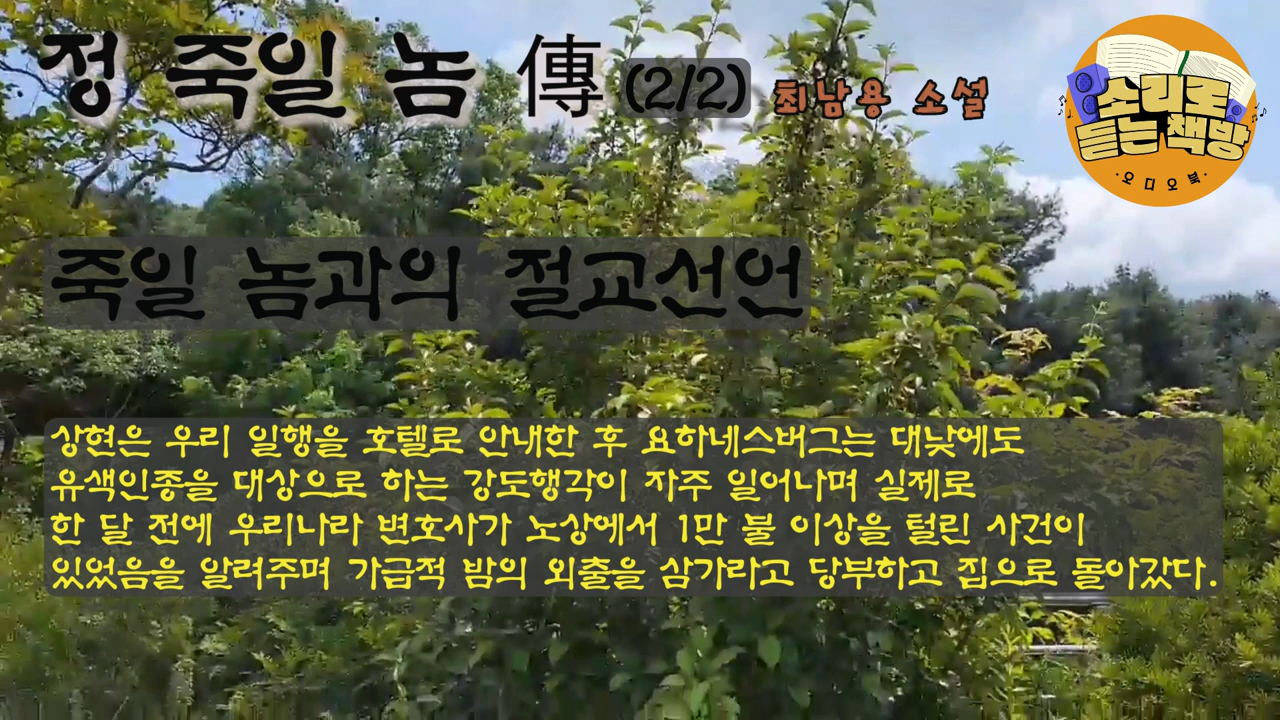 정 죽일 놈 傳 (2/2) 최남용 소설
소리로
듣는 책방
·오디오북·
죽일 놈과의 절교선언
상현은 우리 일행을 호텔로 안내한 후 요하네스버그는 대낮에도
유색인종을 대상으로 하는 강도행각이 자주 일어나며 실제로
한 달 전에 우리나라 변호사가 노상에서 1만 불 이상을 털린 사건이
있었음을 알려주며 가급적 밤의 외출을 삼가라고 당부하고 집으로 돌아갔다.